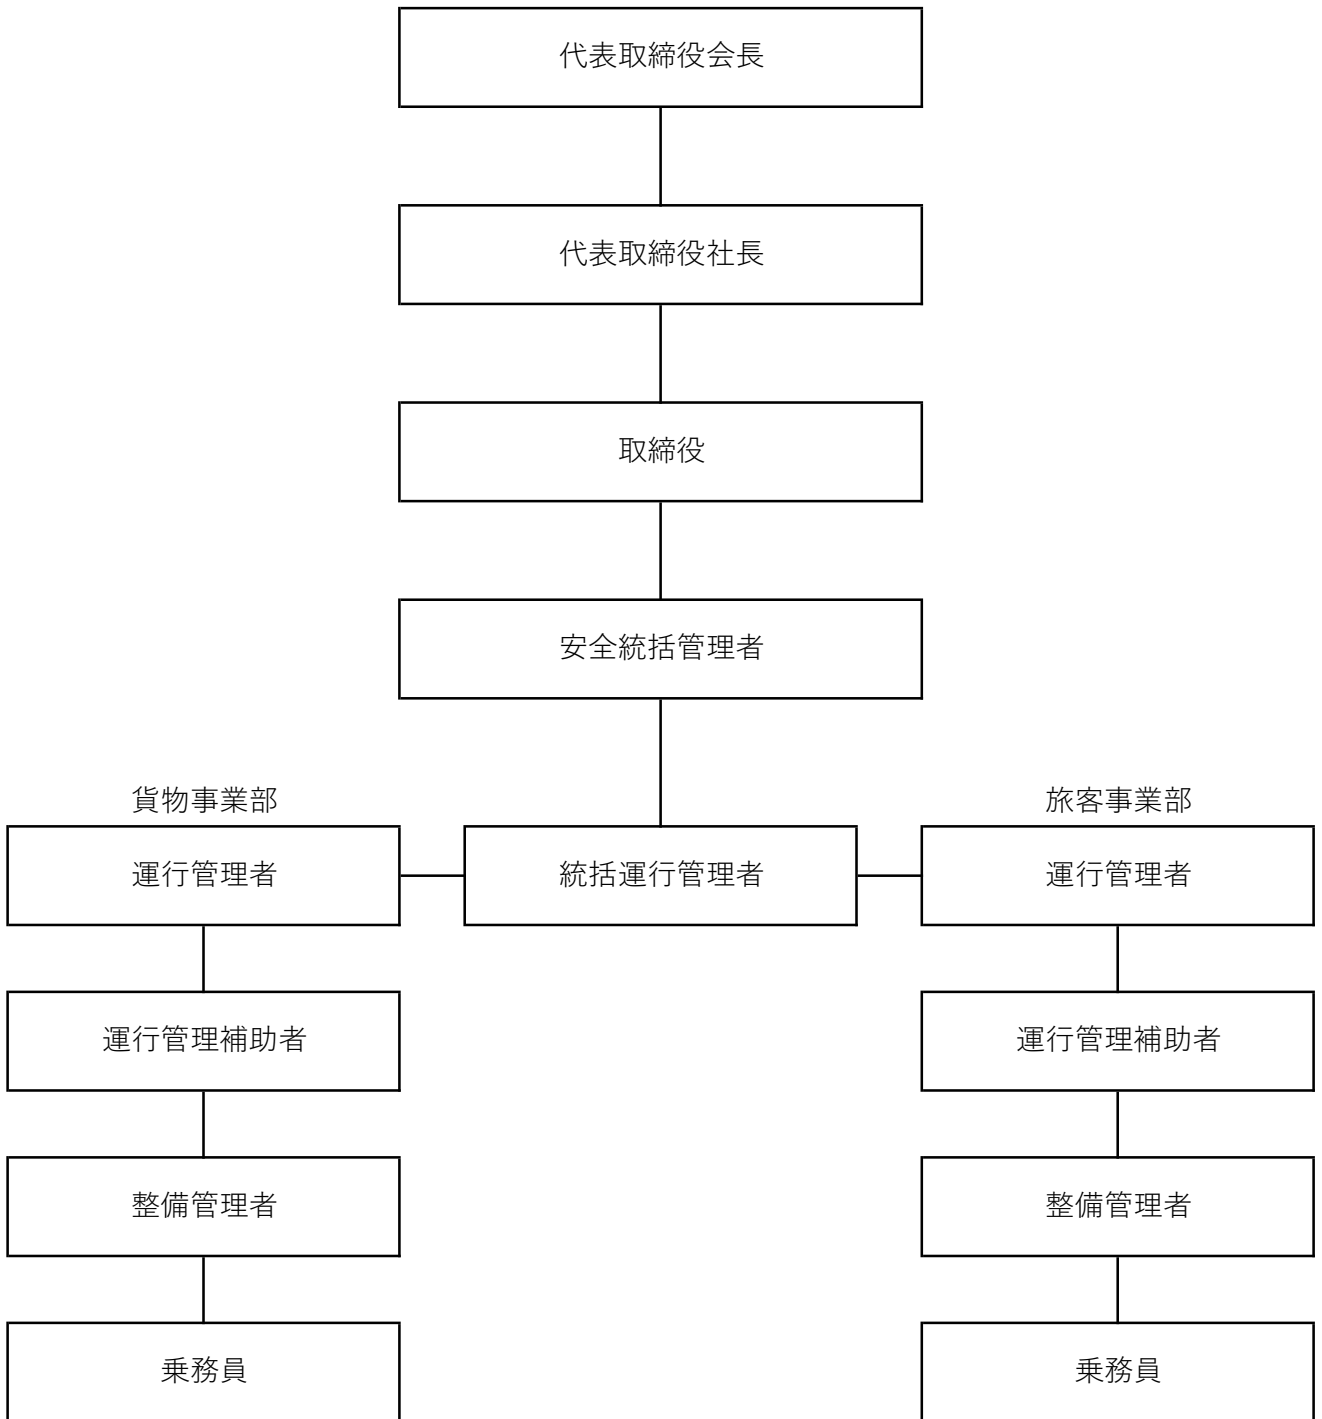 代表取締役会長
代表取締役社長
取締役
安全統括管理者
貨物事業部
旅客事業部
運行管理者
統括運行管理者
運行管理者
運行管理補助者
運行管理補助者
整備管理者
整備管理者
乗務員
乗務員